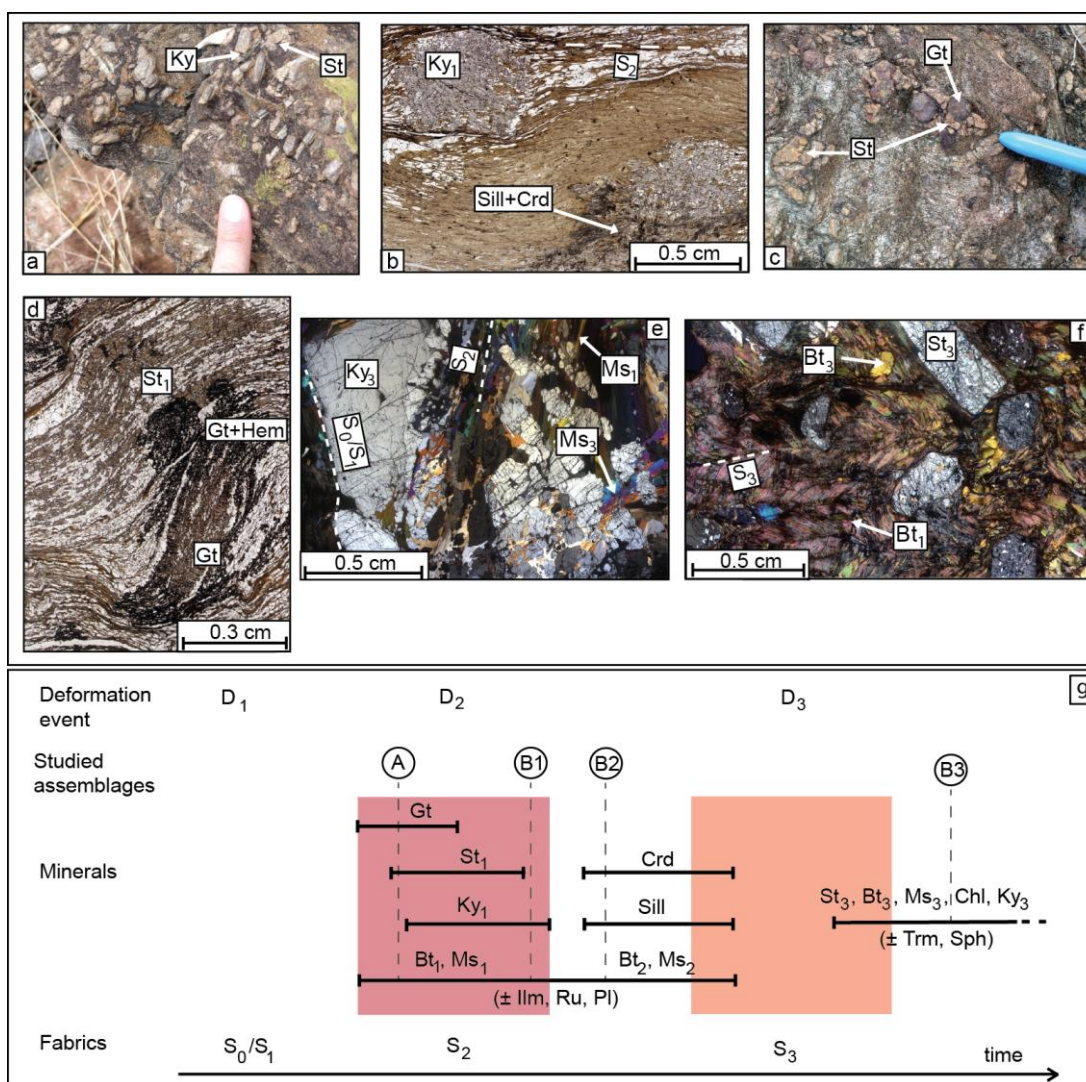 Ky
St
a
Ky1
S2
Sill+Crd
0.5 cm
b
Gt
St
c
d
St1
Gt+Hem
Gt
0.3 cm
e
Ky3
S2
S0/S1
Ms1
Ms3
0.5 cm
f
Bt3
St3
S3
Bt1
0.5 cm
g
Deformation event
D1
D2
D3
Studied assemblages
A
B1
B2
B3
Minerals
Gt
St1
Crd
Ky1
Sill
St3, Bt3, Ms3, Chl, Ky3
(± Trm, Sph)
Bt1, Ms1
Bt2, Ms2
(± Ilm, Ru, Pl)
Fabrics
S0/S1
S2
S3
time